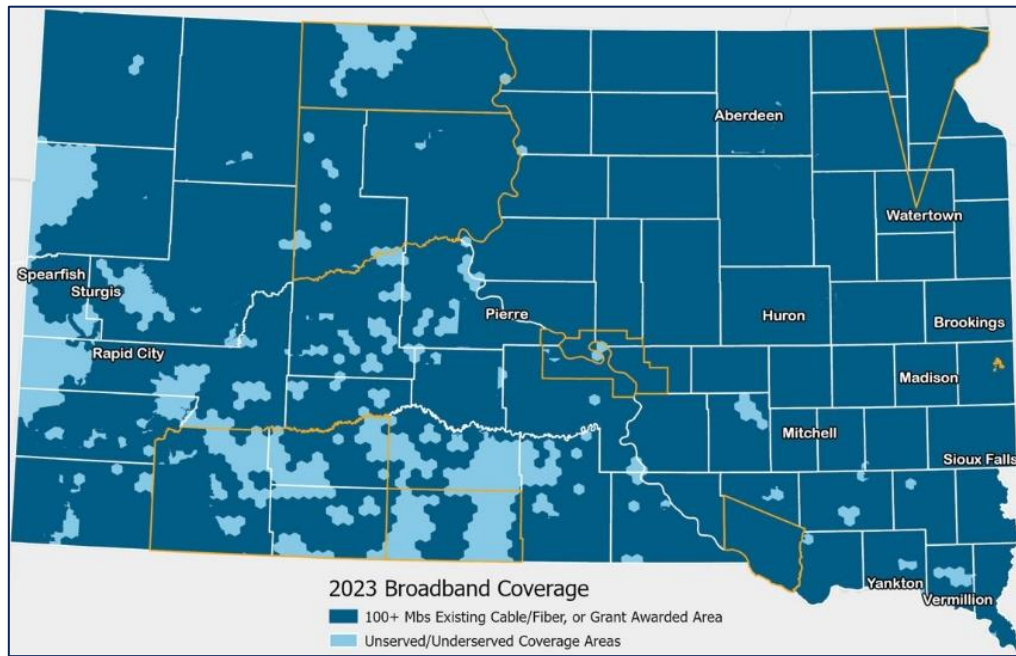 Aberdeen
Watertown
Spearfish
Sturgis
Pierre
Huron
Brookings
Rapid City
Madison
Mitchell
Sioux Falls
Yankton
Vermillion
2023 Broadband Coverage
100+ Mbs Existing Cable/Fiber, or Grant Awarded Area
Unserved/Underserved Coverage Areas